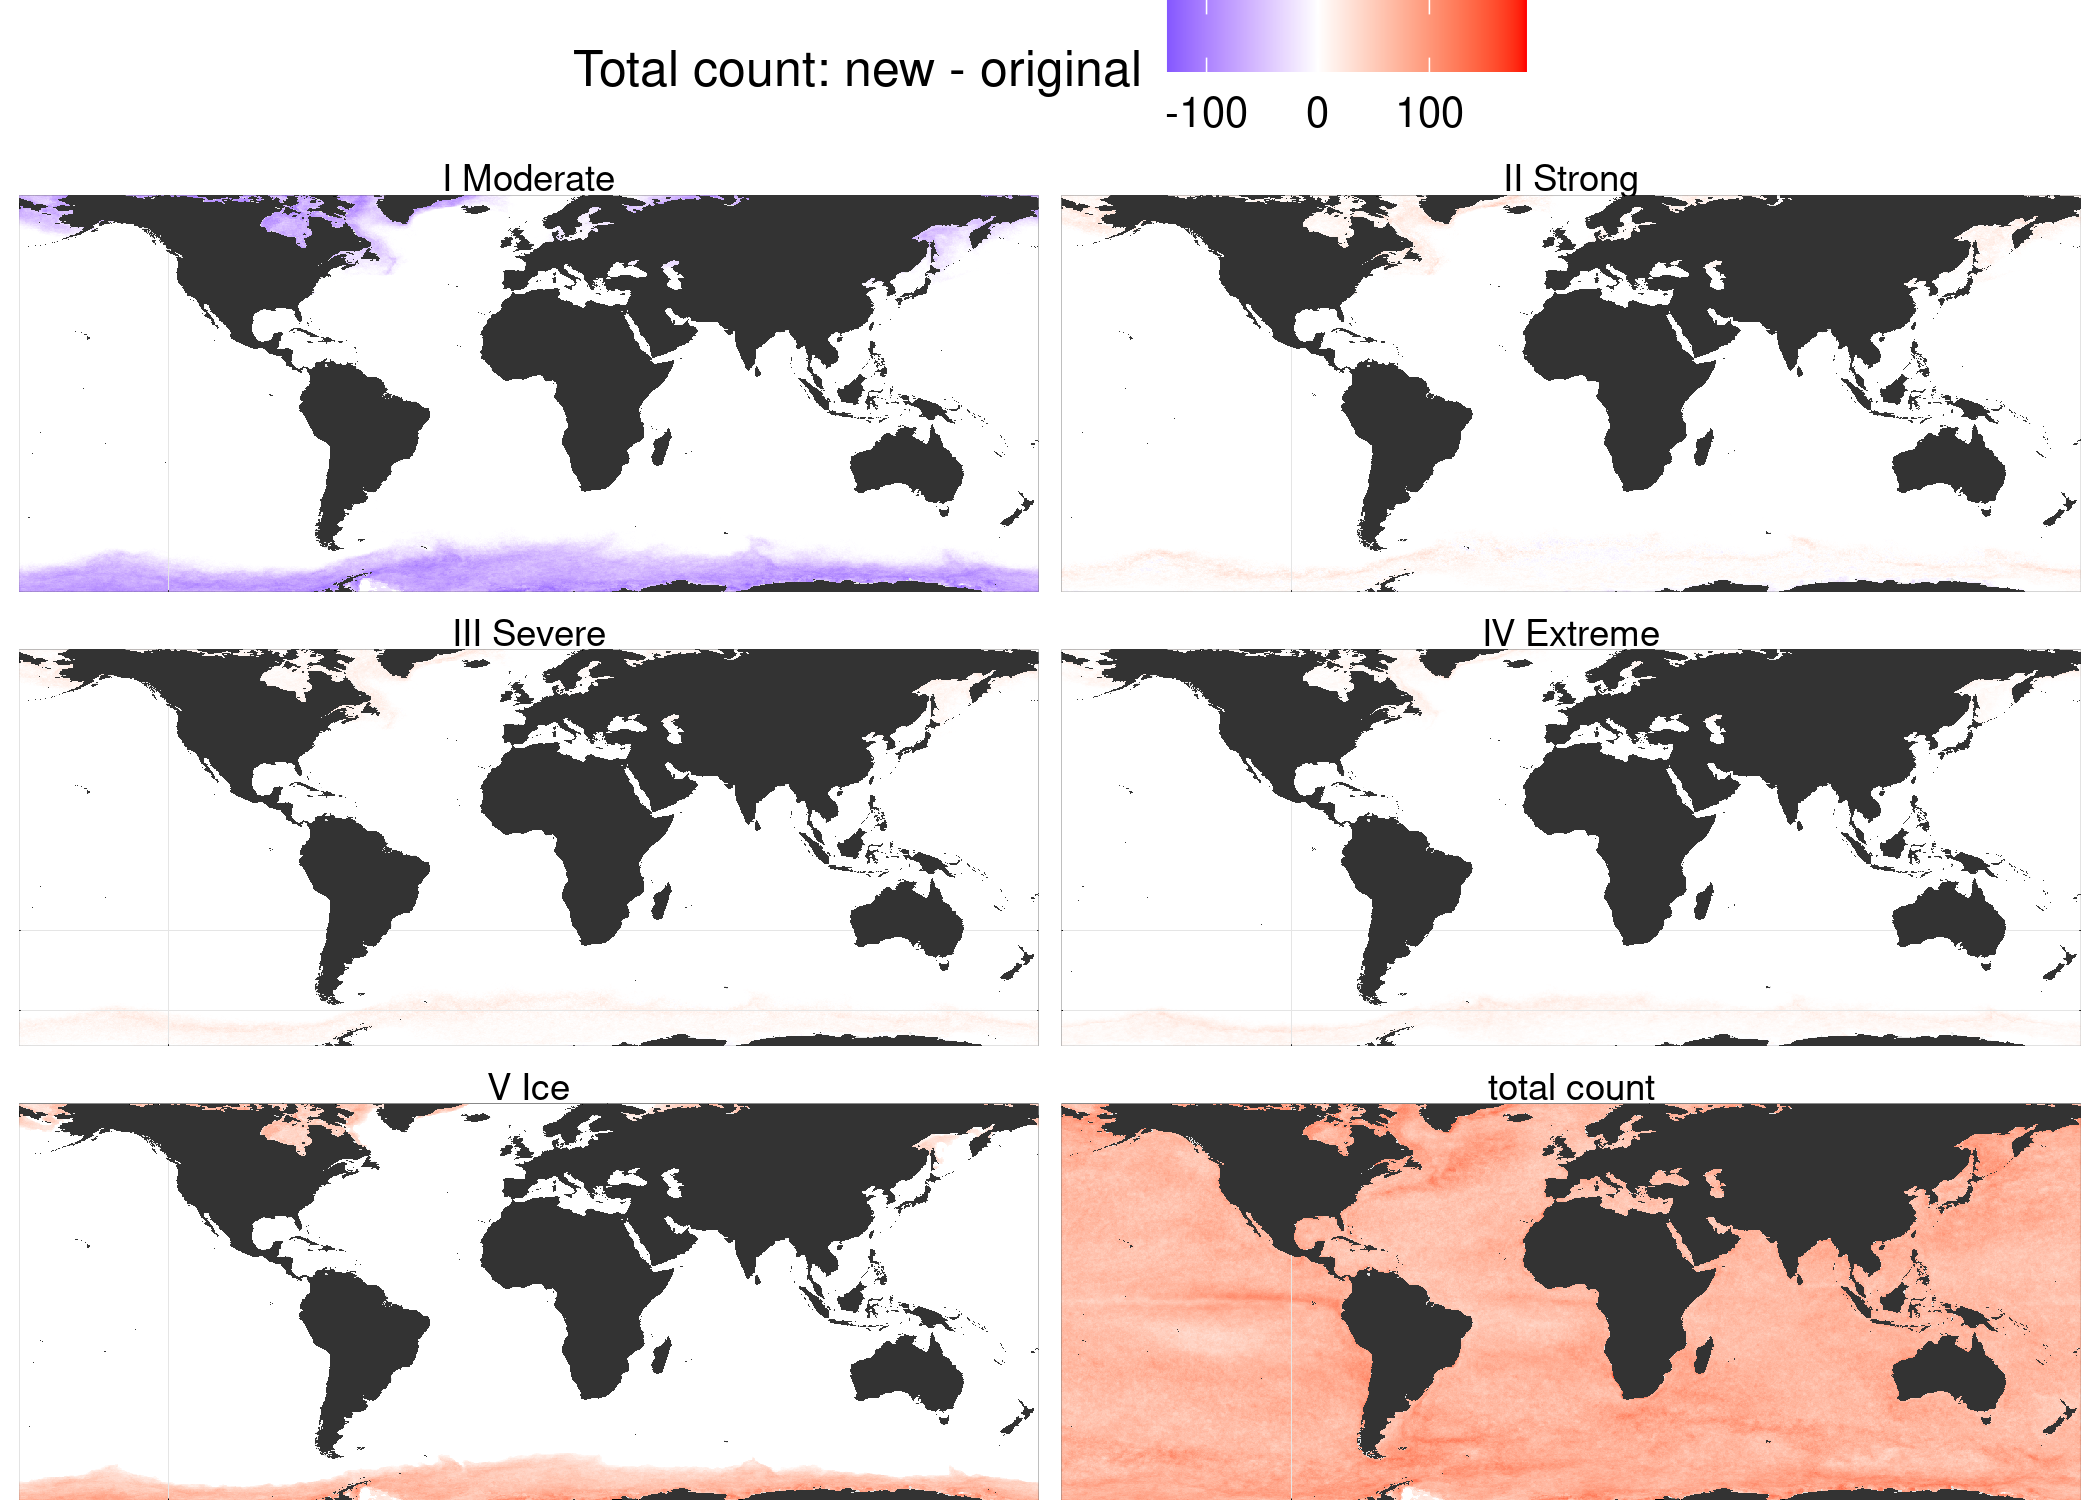 Total count: new - original
-100 0 100
I Moderate
II Strong
III Severe
IV Extreme
V Ice
total count